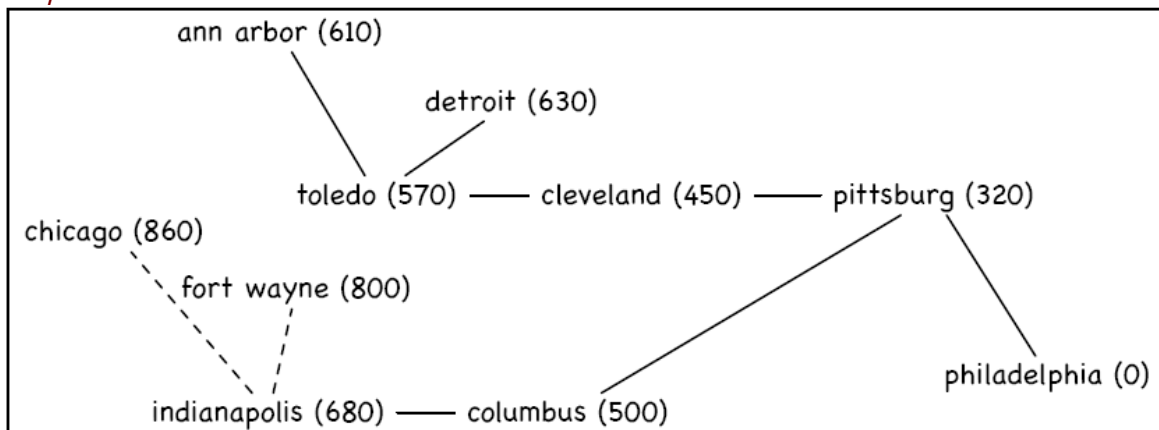 ann arbor (610)
detroit (630)
toledo (570) cleveland (450) pittsburg (320)
chicago (860)
fort wayne (800)
philadelphia (0)
indianapolis (680) columbus (500)